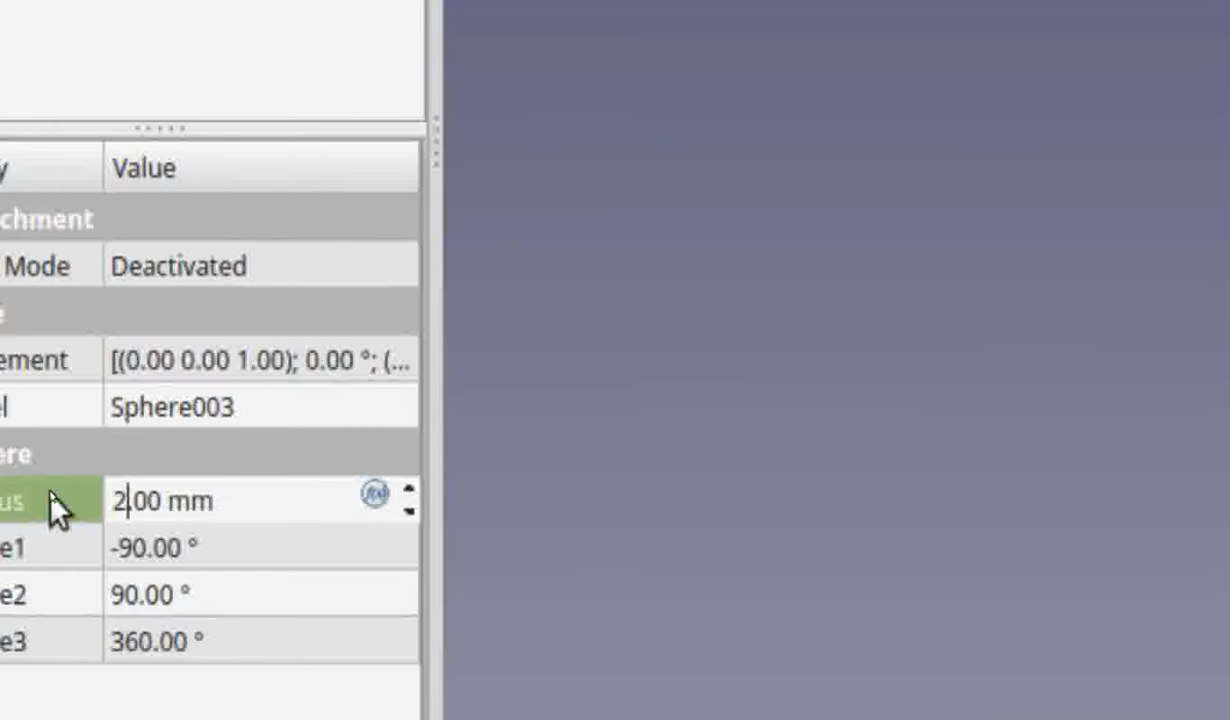 y Value
chment
Mode Deactivated
e
ement [(0.00 0.00 1.00); 0.00 °; (...
el Sphere003
ere
us 2.00 mm
e1 -90.00 °
e2 90.00 °
e3 360.00 °